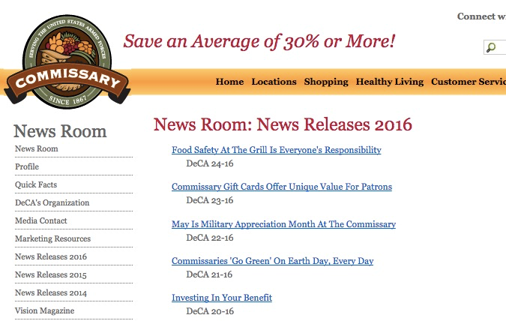 SERVING THE UNITED STATES ARMED FORCES
COMMISSARY
SINCE 1867
Save an Average of 30% or More!
Connect w
Home Locations Shopping Healthy Living Customer Servic
News Room
News Room
Profile
Quick Facts
DeCA's Organization
Media Contact
Marketing Resources
News Releases 2016
News Releases 2015
News Releases 2014
Vision Magazine
News Room: News Releases 2016
Food Safety At The Grill Is Everyone's Responsibility
DeCA 24-16
Commissary Gift Cards Offer Unique Value For Patrons
DeCA 23-16
May Is Military Appreciation Month At The Commissary
DeCA 22-16
Commissaries 'Go Green' On Earth Day, Every Day
DeCA 21-16
Investing In Your Benefit
DeCA 20-16